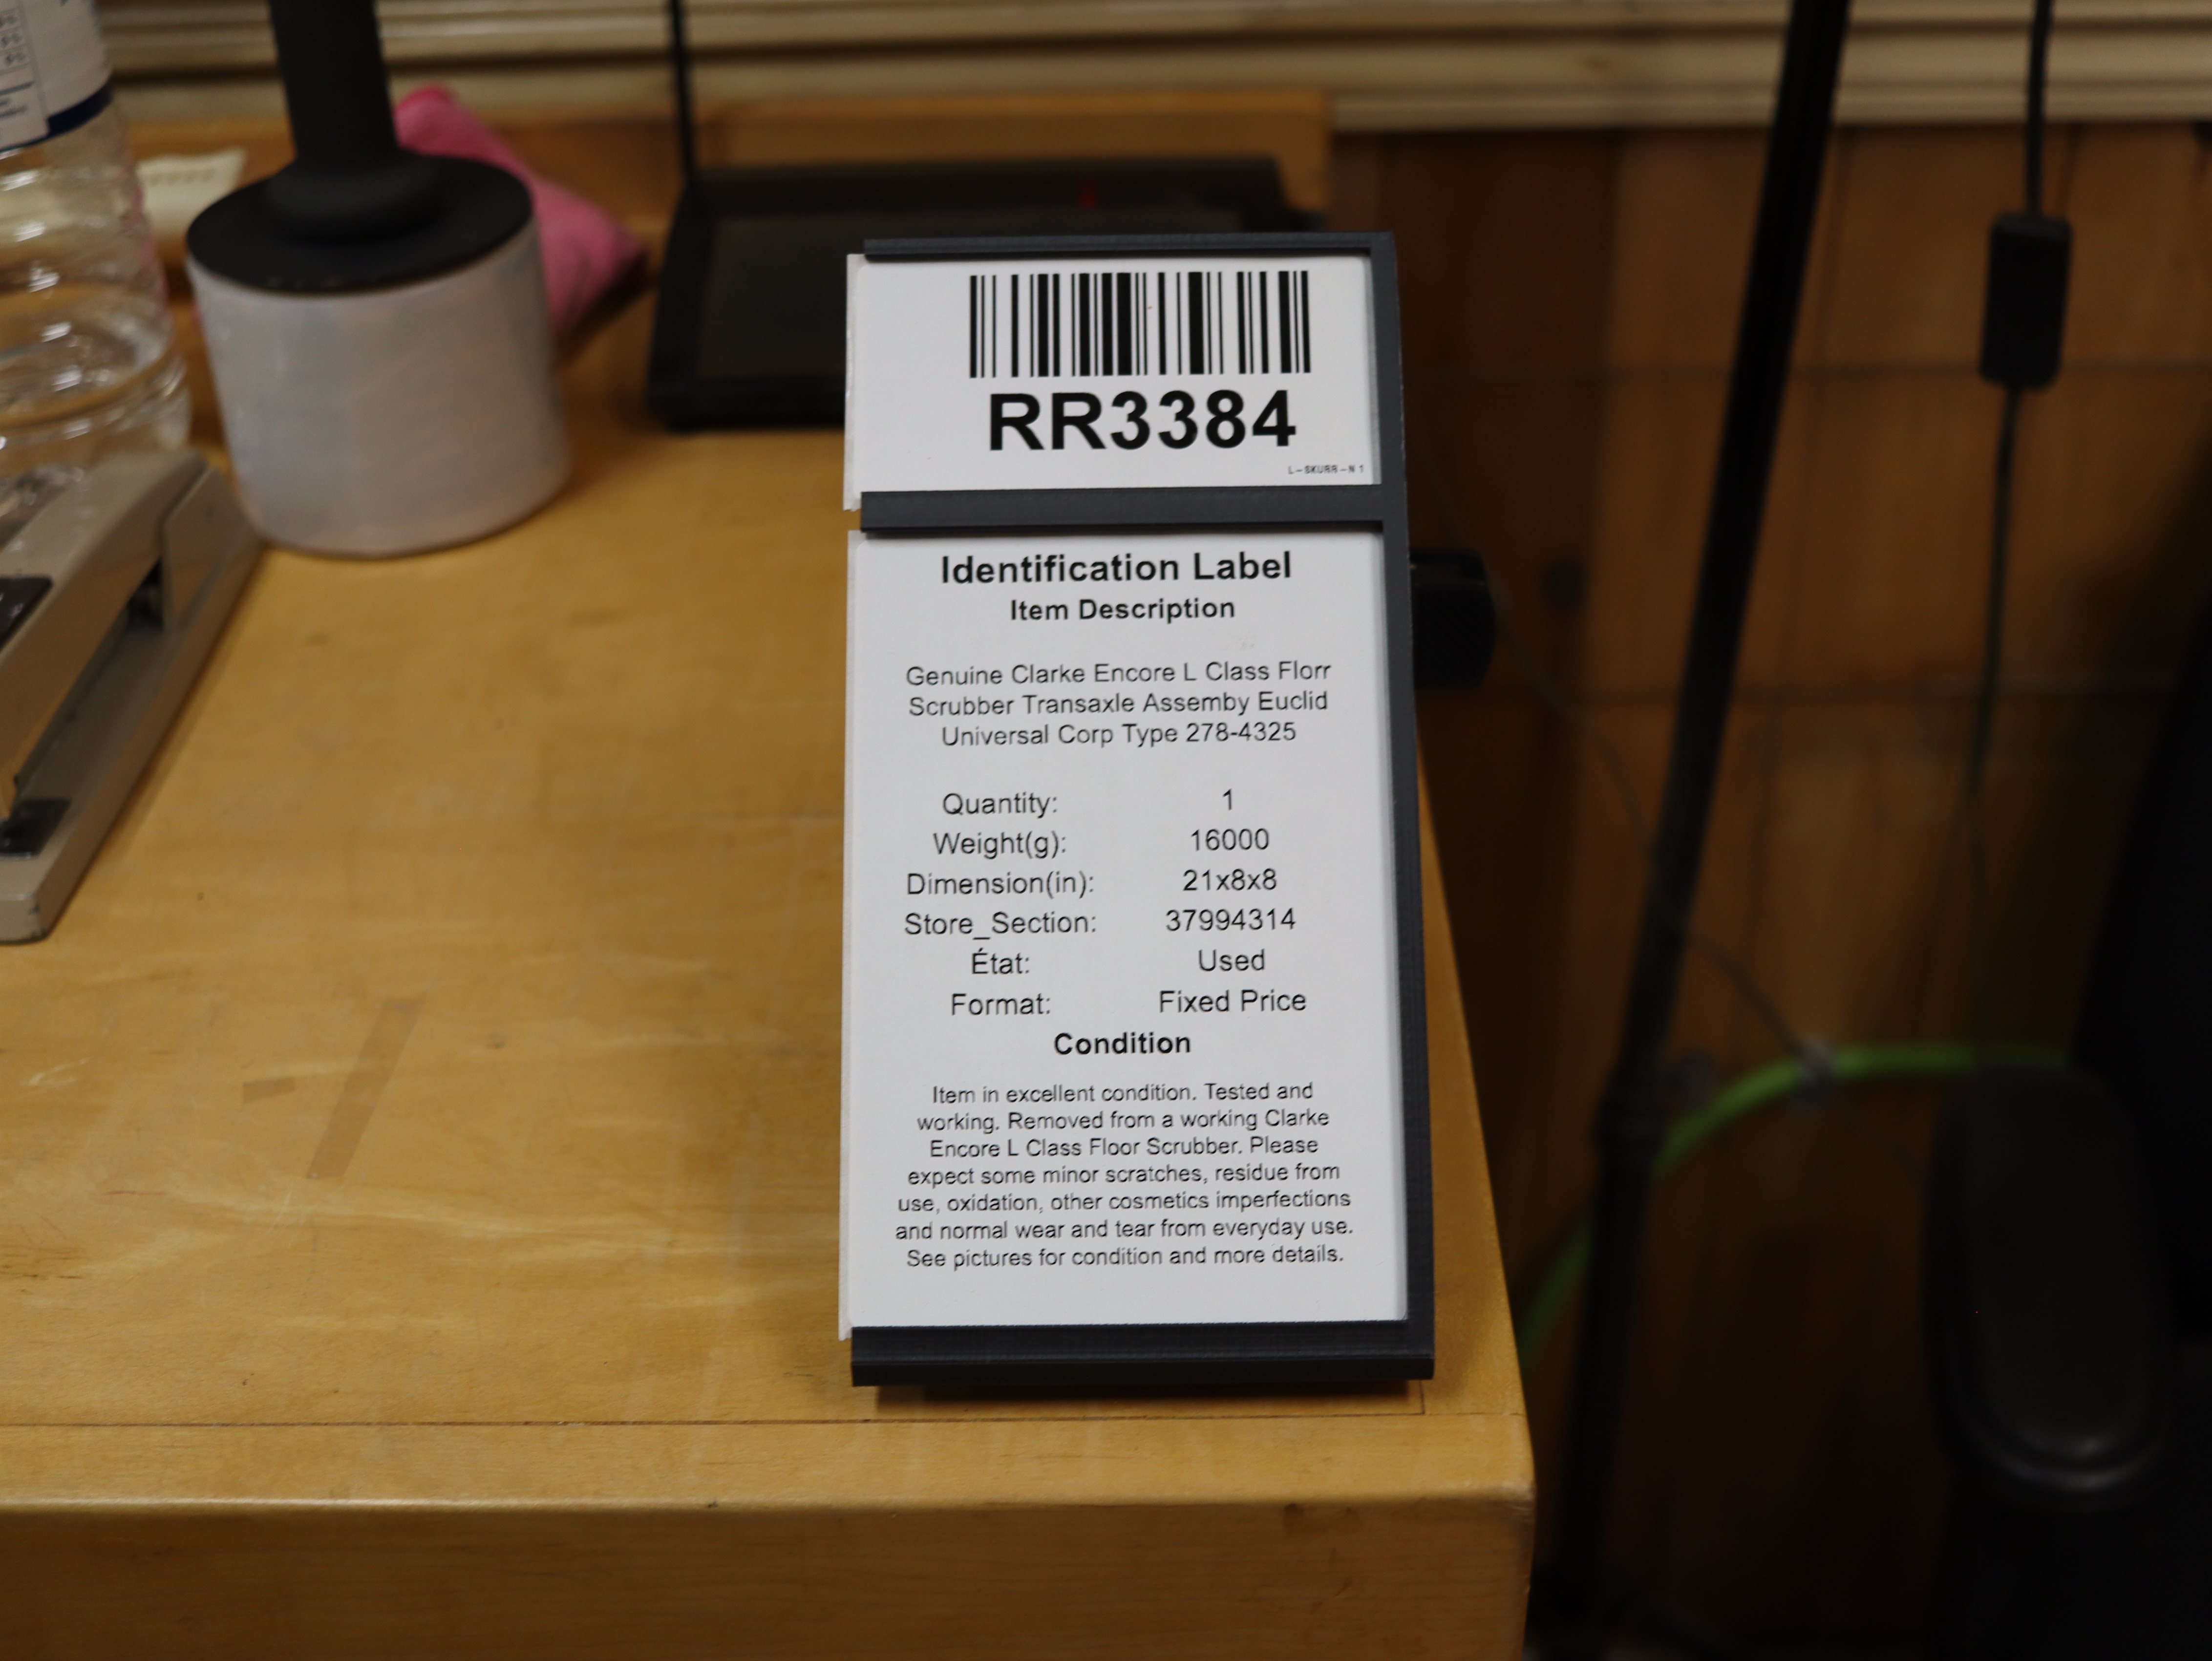 RR3384
L-SKURR-N 1
Identification Label
Item Description
Genuine Clarke Encore L Class Florr
Scrubber Transaxle Assemby Euclid
Universal Corp Type 278-4325
Quantity: 1
Weight(g): 16000
Dimension(in): 21x8x8
Store_Section: 37994314
État: Used
Format: Fixed Price
Condition
Item in excellent condition. Tested and
working. Removed from a working Clarke
Encore L Class Floor Scrubber. Please
expect some minor scratches, residue from
use, oxidation, other cosmetics imperfections
and normal wear and tear from everyday use.
See pictures for condition and more details.